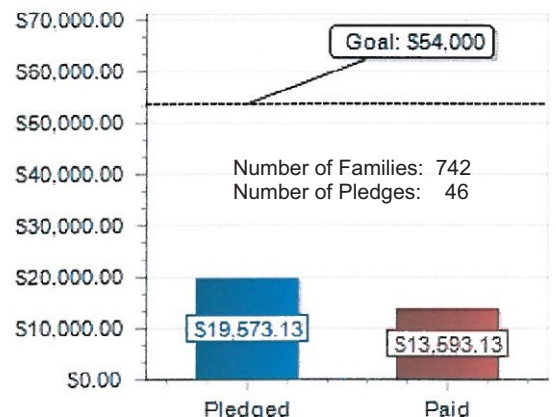 $70,000.00
Goal: $54,000
$60,000.00
$50,000.00
Number of Families: 742
$40,000.00
Number of Pledges: 46
$30,000.00
$20,000.00
$19,573.13
$10,000.00
$13,593.13
$0.00
Pledged Paid